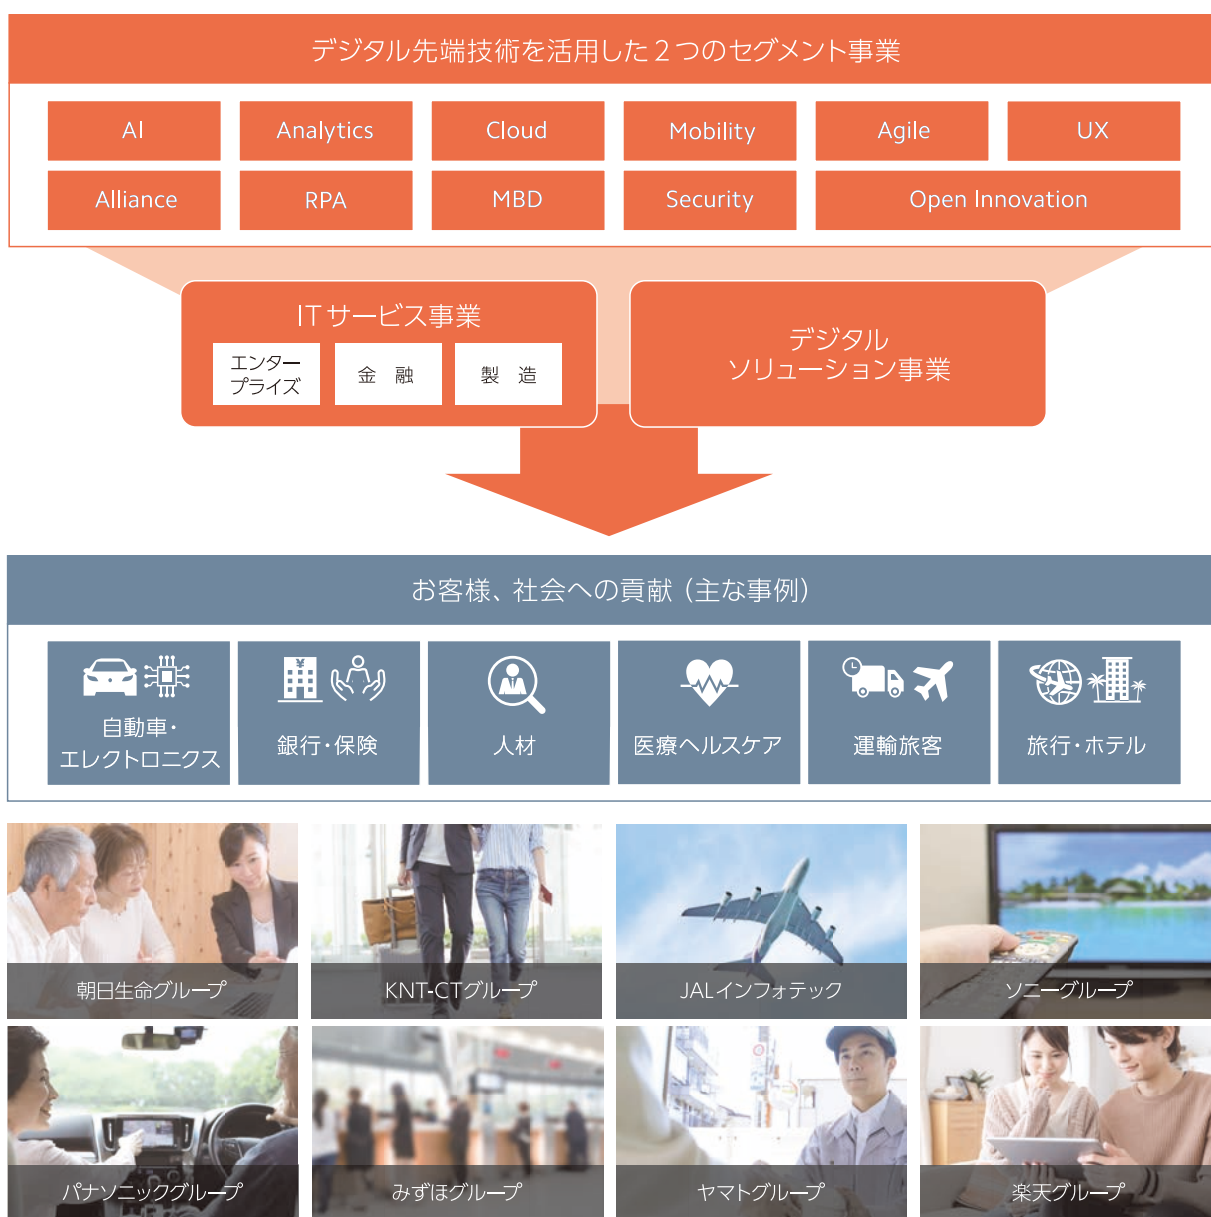 デジタル先端技術を活用した2つのセグメント事業
AI
Analytics
Cloud
Mobility
Agile
UX
Alliance
RPA
MBD
Security
Open Innovation
ITサービス事業
エンター
プライズ
金 融
製 造
デジタル
ソリューション事業
お客様、社会への貢献（主な事例）
¥
自動車・
エレクトロニクス
銀行・保険
人材
医療ヘルスケア
運輸旅客
旅行・ホテル
朝日生命グループ
KNT-CTグループ
JALインフォテック
ソニーグループ
パナソニックグループ
みずほグループ
ヤマトグループ
楽天グループ